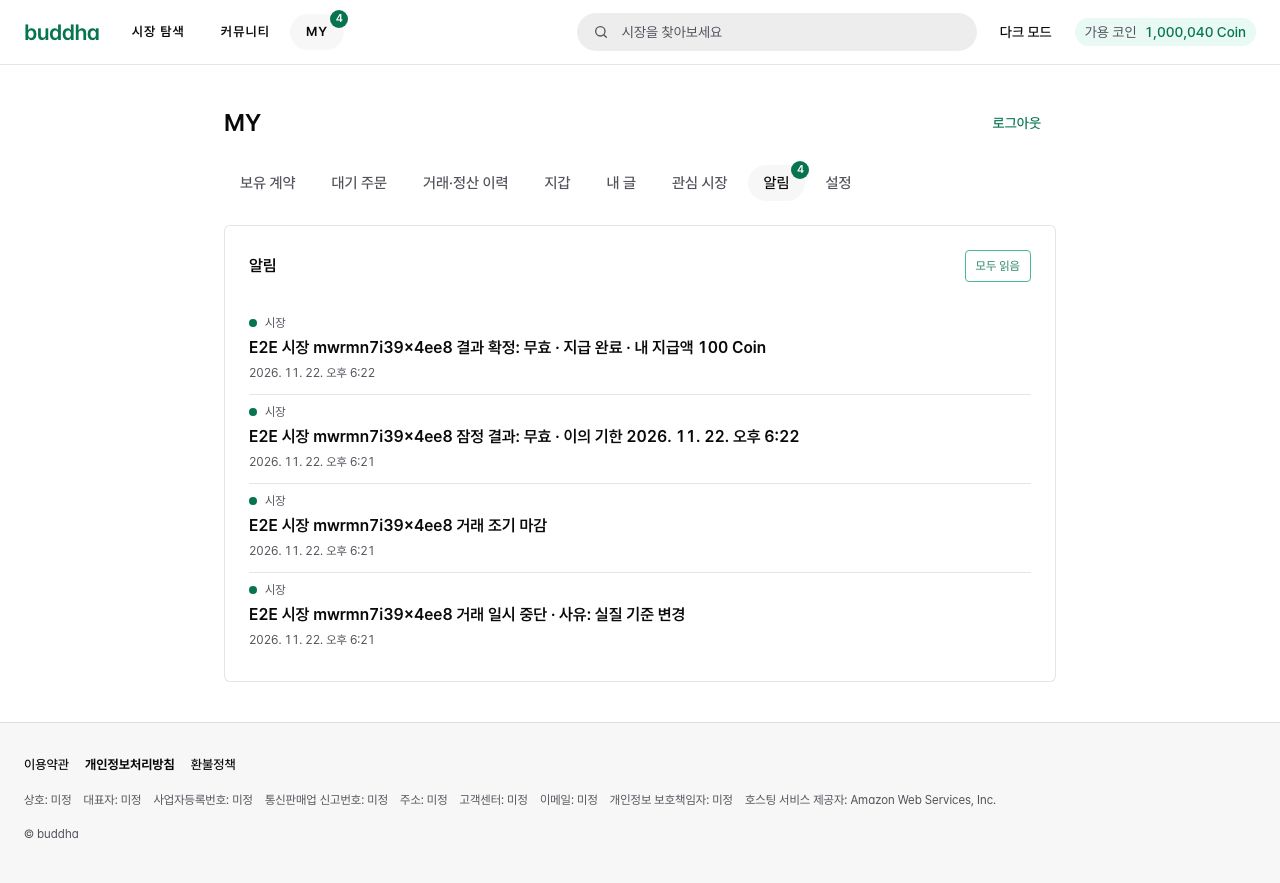 buddha 시장 탐색 커뮤니티 MY 4 시장을 찾아보세요 다크 모드 가용 코인 1,000,040 Coin
MY 로그아웃
보유 계약 대기 주문 거래·정산 이력 지갑 내 글 관심 시장 알림 4 설정
알림 모두 읽음
시장
E2E 시장 mwrmn7i39×4ee8 결과 확정: 무효 · 지급 완료 · 내 지급액 100 Coin
2026. 11. 22. 오후 6:22
시장
E2E 시장 mwrmn7i39×4ee8 잠정 결과: 무효 · 이의 기한 2026. 11. 22. 오후 6:22
2026. 11. 22. 오후 6:21
시장
E2E 시장 mwrmn7i39×4ee8 거래 조기 마감
2026. 11. 22. 오후 6:21
시장
E2E 시장 mwrmn7i39×4ee8 거래 일시 중단 · 사유: 실질 기준 변경
2026. 11. 22. 오후 6:21
이용약관 개인정보처리방침 환불정책
상호: 미정 대표자: 미정 사업자등록번호: 미정 통신판매업 신고번호: 미정 주소: 미정 고객센터: 미정 이메일: 미정 개인정보 보호책임자: 미정 호스팅 서비스 제공자: Amazon Web Services, Inc.
© buddha